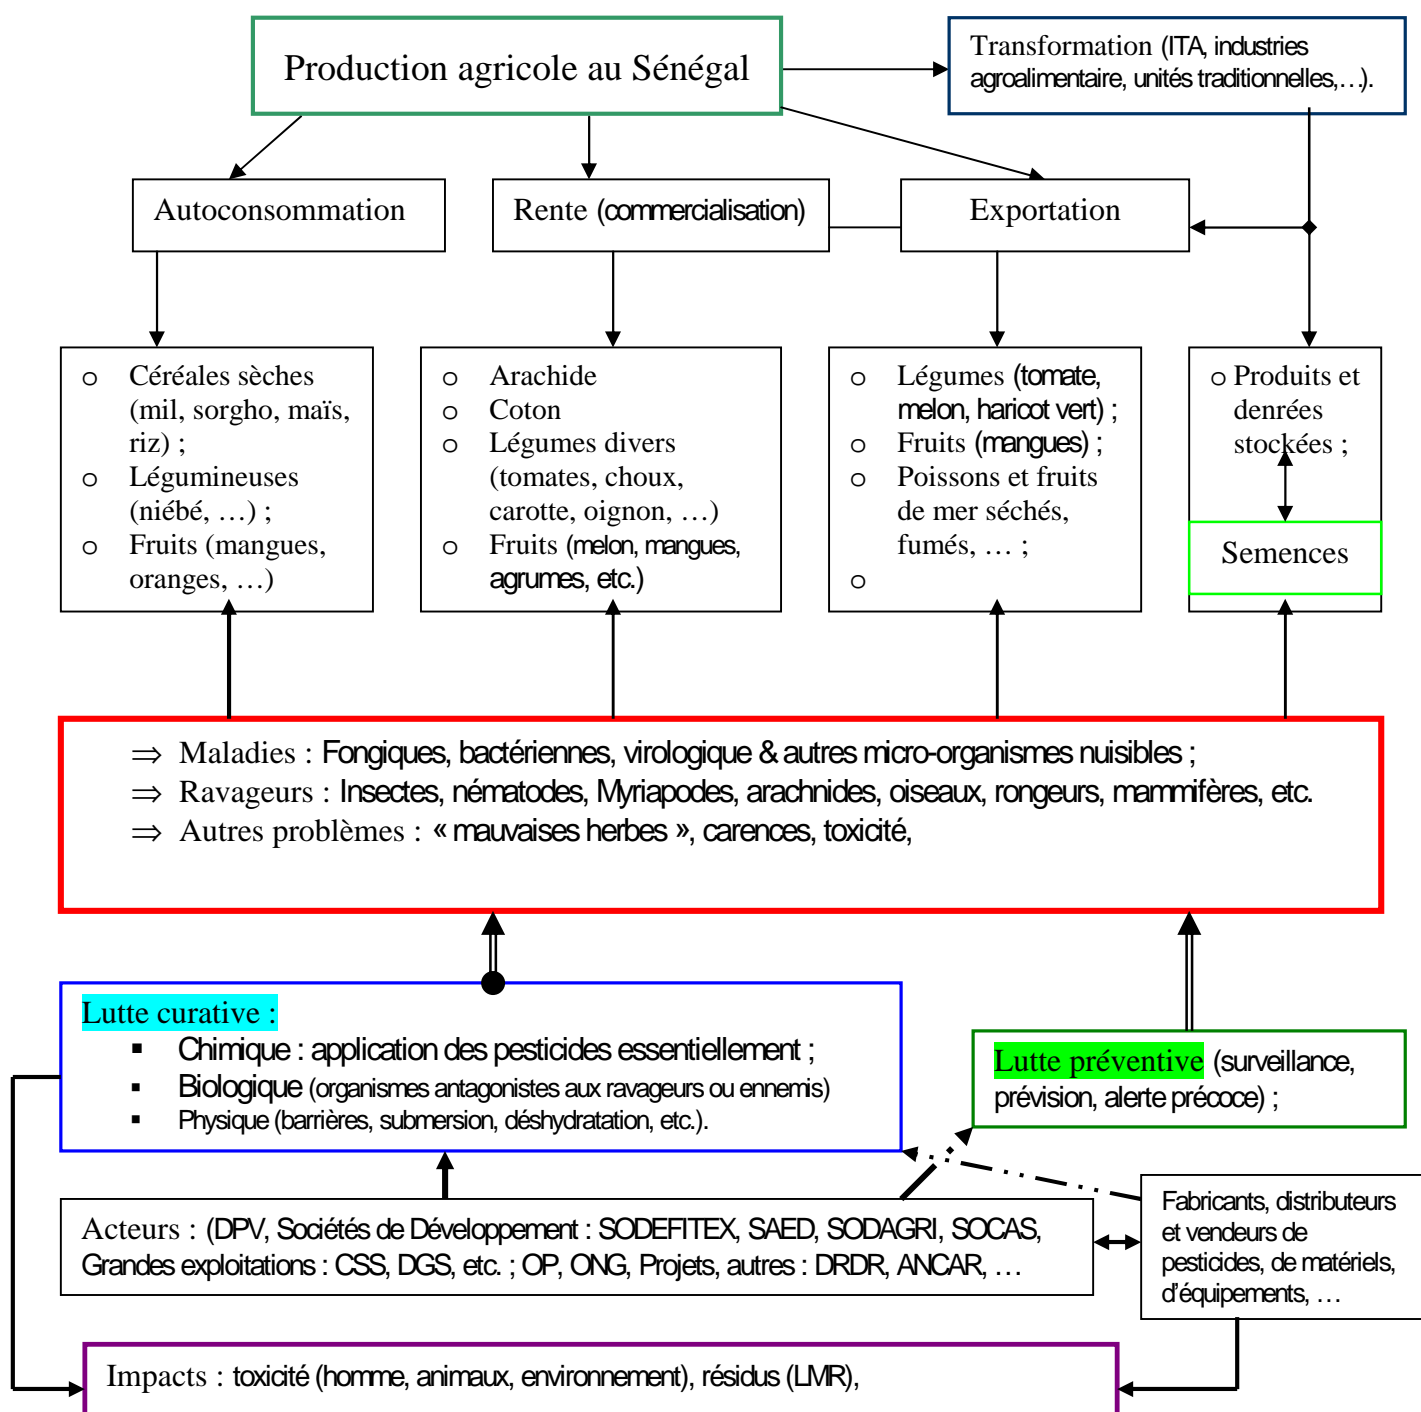 Production agricole au Sénégal
Transformation (ITA, industries
agroalimentaire, unités traditionnelles,…).
Autoconsommation
Rente (commercialisation)
Exportation
o Céréales sèches
(mil, sorgho, maïs,
riz) ;
o Légumineuses
(niébé, …) ;
o Fruits (mangues,
oranges, …)
o Arachide
o Coton
o Légumes divers
(tomates, choux,
carotte, oignon, …)
o Fruits (melon, mangues,
agrumes, etc.)
o Légumes (tomate,
melon, haricot vert) ;
o Fruits (mangues) ;
o Poissons et fruits
de mer séchés,
fumés, … ;
o
o Produits et
denrées
stockées ;
Semences
⇒ Maladies : Fongiques, bactériennes, virologique & autres micro-organismes nuisibles ;
⇒ Ravageurs : Insectes, nématodes, Myriapodes, arachnides, oiseaux, rongeurs, mammifères, etc.
⇒ Autres problèmes : « mauvaises herbes », carences, toxicité,
Lutte curative :
▪ Chimique : application des pesticides essentiellement ;
▪ Biologique (organismes antagonistes aux ravageurs ou ennemis)
▪ Physique (barrières, submersion, déshydratation, etc.).
Lutte préventive (surveillance,
prévision, alerte précoce) ;
Acteurs : (DPV, Sociétés de Développement : SODEFITEX, SAED, SODAGRI, SOCAS,
Grandes exploitations : CSS, DGS, etc. ; OP, ONG, Projets, autres : DRDR, ANCAR, …
Fabricants, distributeurs
et vendeurs de
pesticides, de matériels,
d'équipements, …
Impacts : toxicité (homme, animaux, environnement), résidus (LMR),